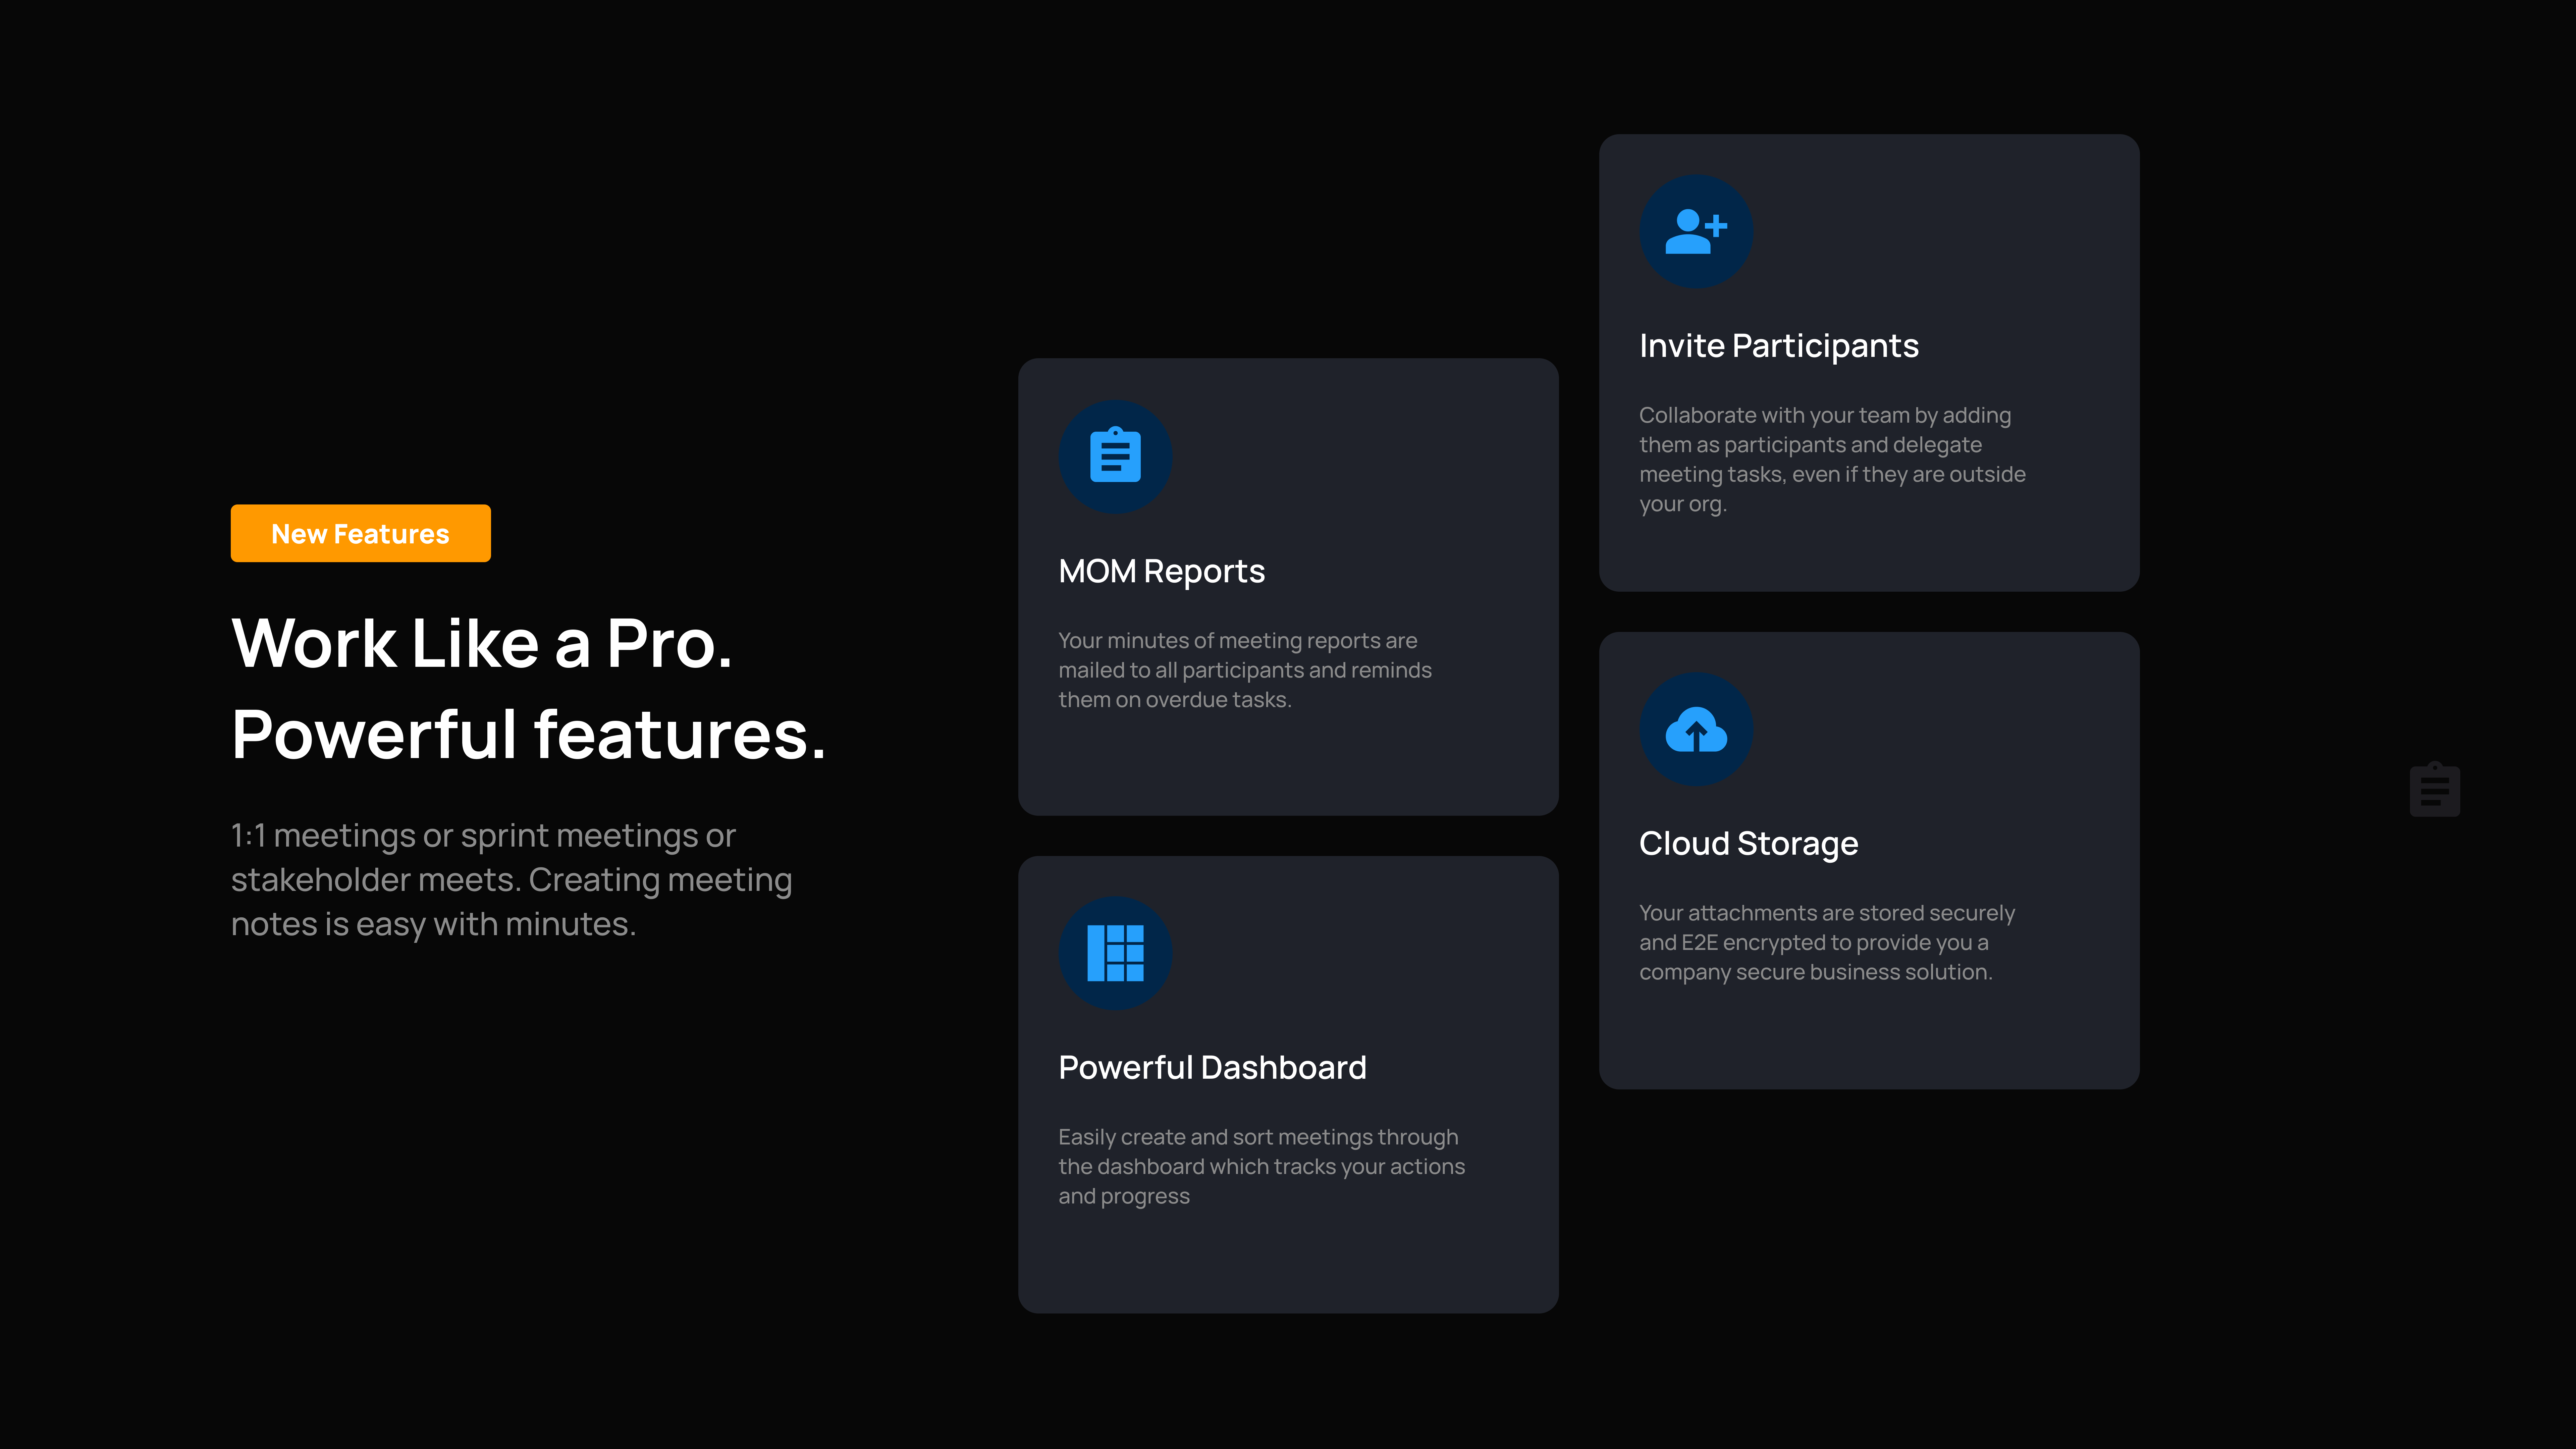 New Features
Work Like a Pro.
Powerful features.
1:1 meetings or sprint meetings or
stakeholder meets. Creating meeting
notes is easy with minutes.
MOM Reports
Your minutes of meeting reports are
mailed to all participants and reminds
them on overdue tasks.
Powerful Dashboard
Easily create and sort meetings through
the dashboard which tracks your actions
and progress
Invite Participants
Collaborate with your team by adding
them as participants and delegate
meeting tasks, even if they are outside
your org.
Cloud Storage
Your attachments are stored securely
and E2E encrypted to provide you a
company secure business solution.